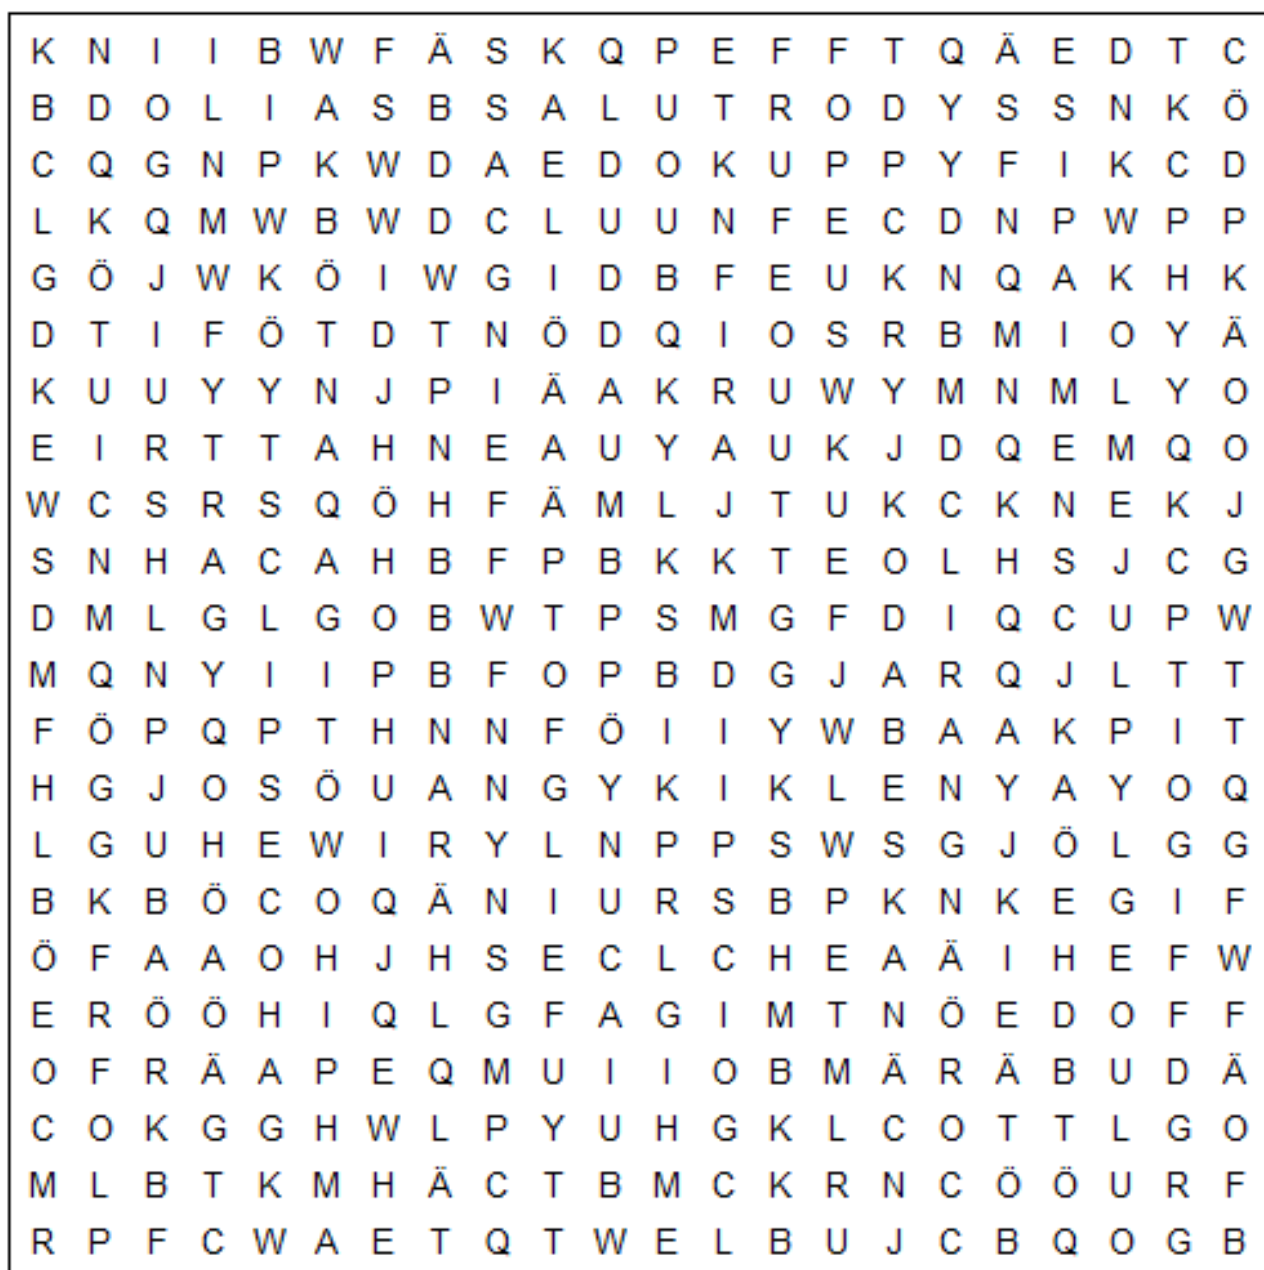 K N I I B W F Ä S K Q P E F F T Q Ä E D T C
B D O L I A S B S A L U T R O D Y S S N K Ö
C Q G N P K W D A E D O K U P P Y F I K C D
L K Q M W B W D C L U U N F E C D N P W P P
G Ö J W K Ö I W G I D B F E U K N Q A K H K
D T I F Ö T D T N Ö D Q I O S R B M I O Y Ä
K U U Y Y N J P I Ä A K R U W Y M N M L Y O
E I R T T A H N E A U Y A U K J D Q E M Q O
W C S R S Q Ö H F Ä M L J T U K C K N E K J
S N H A C A H B F P B K K T E O L H S J C G
D M L G L G O B W T P S M G F D I Q C U P W
M Q N Y I I P B F O P B D G J A R Q J L T T
F Ö P Q P T H N N F Ö I I Y W B A A K P I T
H G J O S Ö U A N G Y K I K L E N Y A Y O Q
L G U H E W I R Y L N P P S W S G J Ö L G G
B K B Ö C O Q Ä N I U R S B P K N K E G I F
Ö F A A O H J H S E C L C H E A Ä I H E F W
E R Ö Ö H I Q L G F A G I M T N Ö E D O F F
O F R Ä A P E Q M U I I O B M Ä R Ä B U D Ä
C O K G G H W L P Y U H G K L C O T T L G O
M L B T K M H Ä C T B M C K R N C Ö Ö U R F
R P F C W A E T Q T W E L B U J C B Q O G B